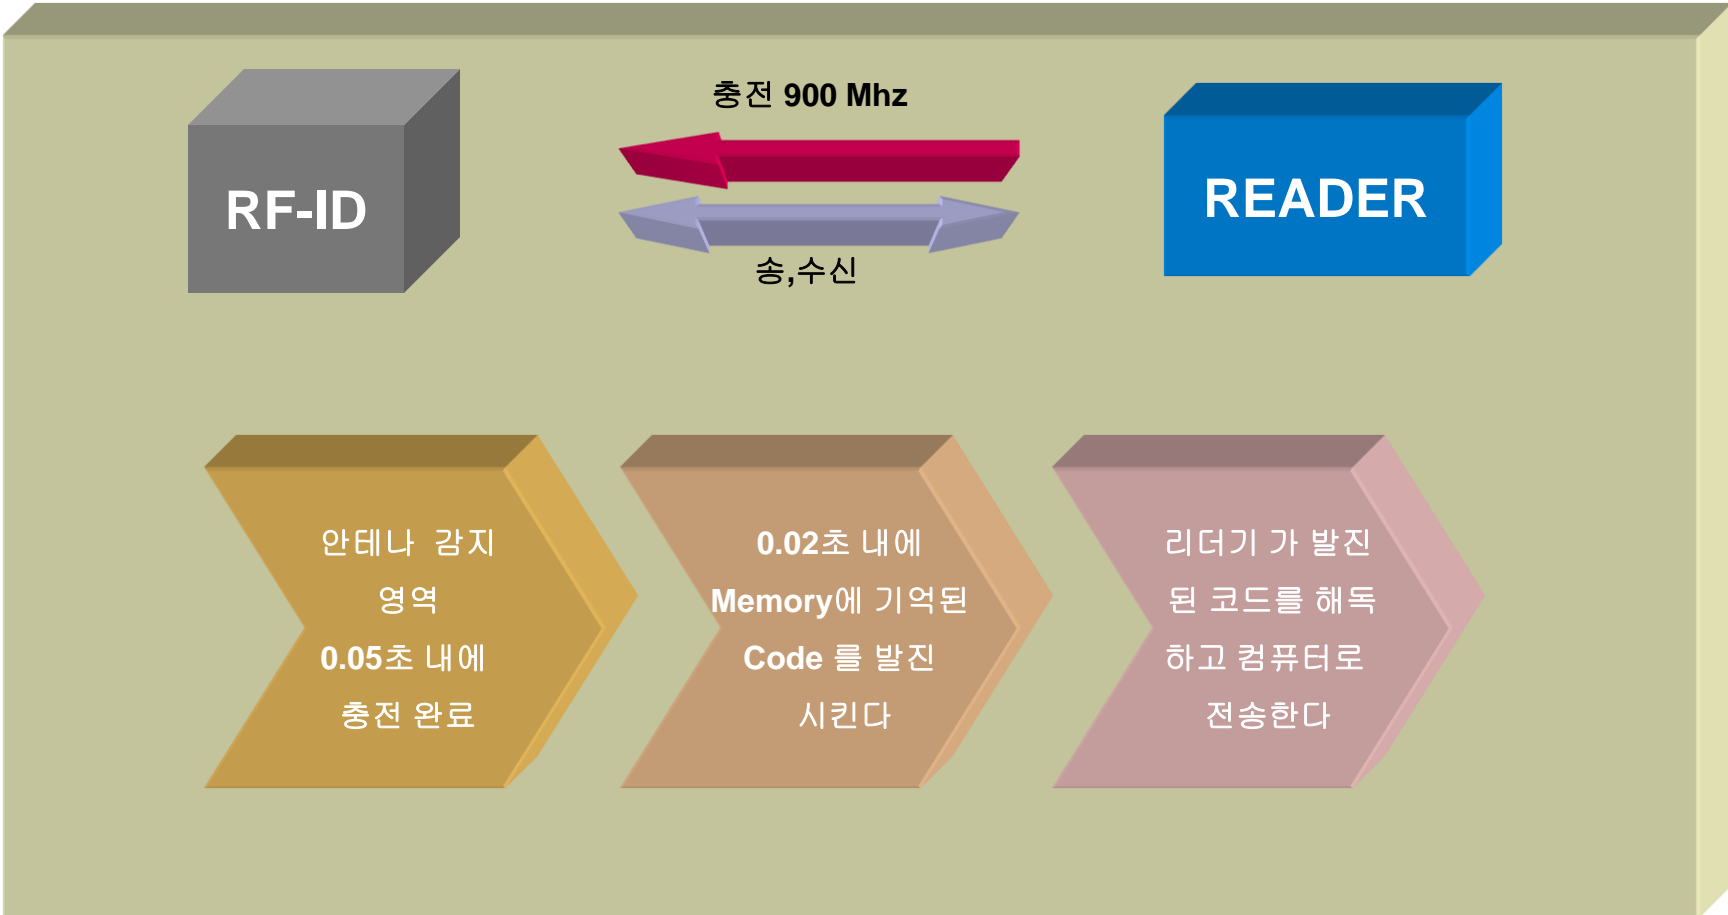 충전 900 Mhz
RF-ID
READER
송,수신
안테나 감지
영역
0.05초 내에
충전 완료
0.02초 내에
Memory에 기억된
Code 를 발진
시킨다
리더기 가 발진
된 코드를 해독
하고 컴퓨터로
전송한다